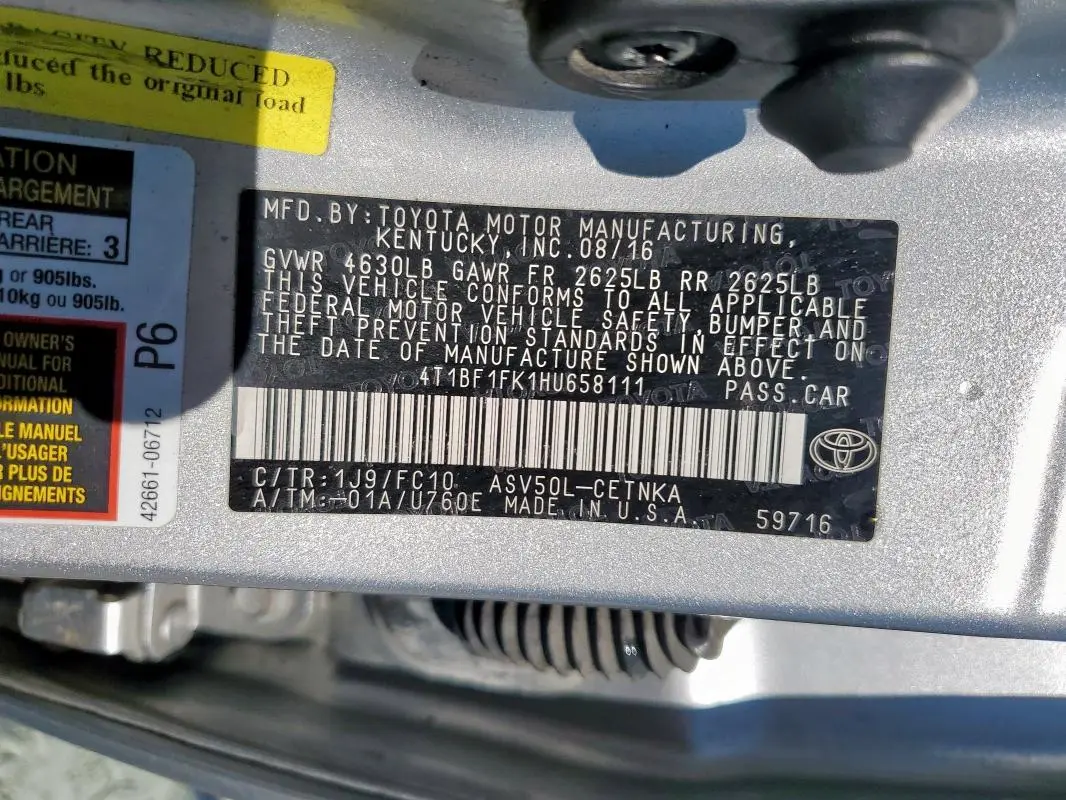 REDUCED
the original load
lbs
ATION
ARGEMENT
REAR
ARRIÈRE: 3
or 905lbs.
10kg ou 905lb.
OWNER'S
NUAL FOR
DITIONAL
RMATION
LE MANUEL
L'USAGER
R PLUS DE
IGNEMENTS
P6
42661-06712
MFD. BY: TOYOTA MOTOR MANUFACTURING,
KENTUCKY, INC. 08/16
GVWR 4630LB GAWR FR 2625LB RR 2625LB
THIS VEHICLE CONFORMS TO ALL APPLICABLE
FEDERAL MOTOR VEHICLE SAFETY, BUMPER, AND
THEFT PREVENTION STANDARDS IN EFFECT ON
THE DATE OF MANUFACTURE SHOWN ABOVE.
4T1BF1FK1HU658111 PASS. CAR
C/TR: 1J9/FC10 ASV50L-CETNKA
A/TM: -01A/U760E MADE IN U.S.A. 59716